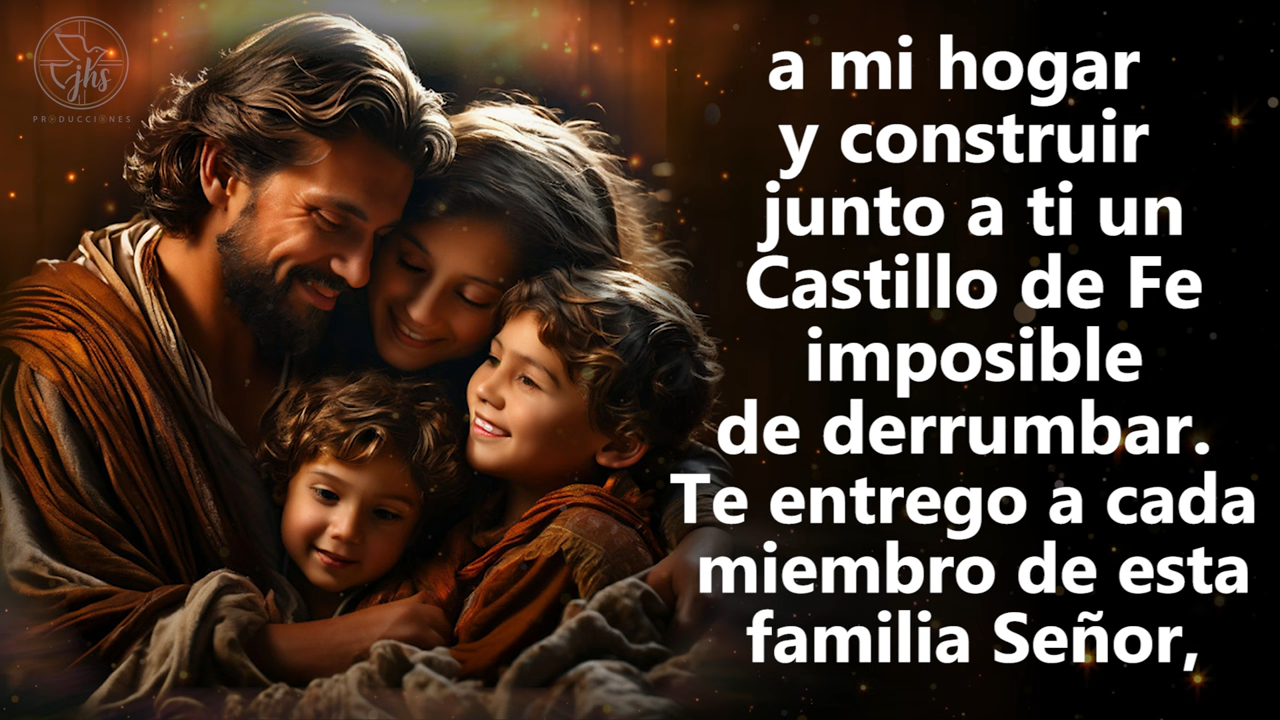 jhs
PRODUCCIONES
a mi hogar
y construir
junto a ti un
Castillo de Fe
imposible
de derrumbar.
Te entrego a cada
miembro de esta
familia Señor,